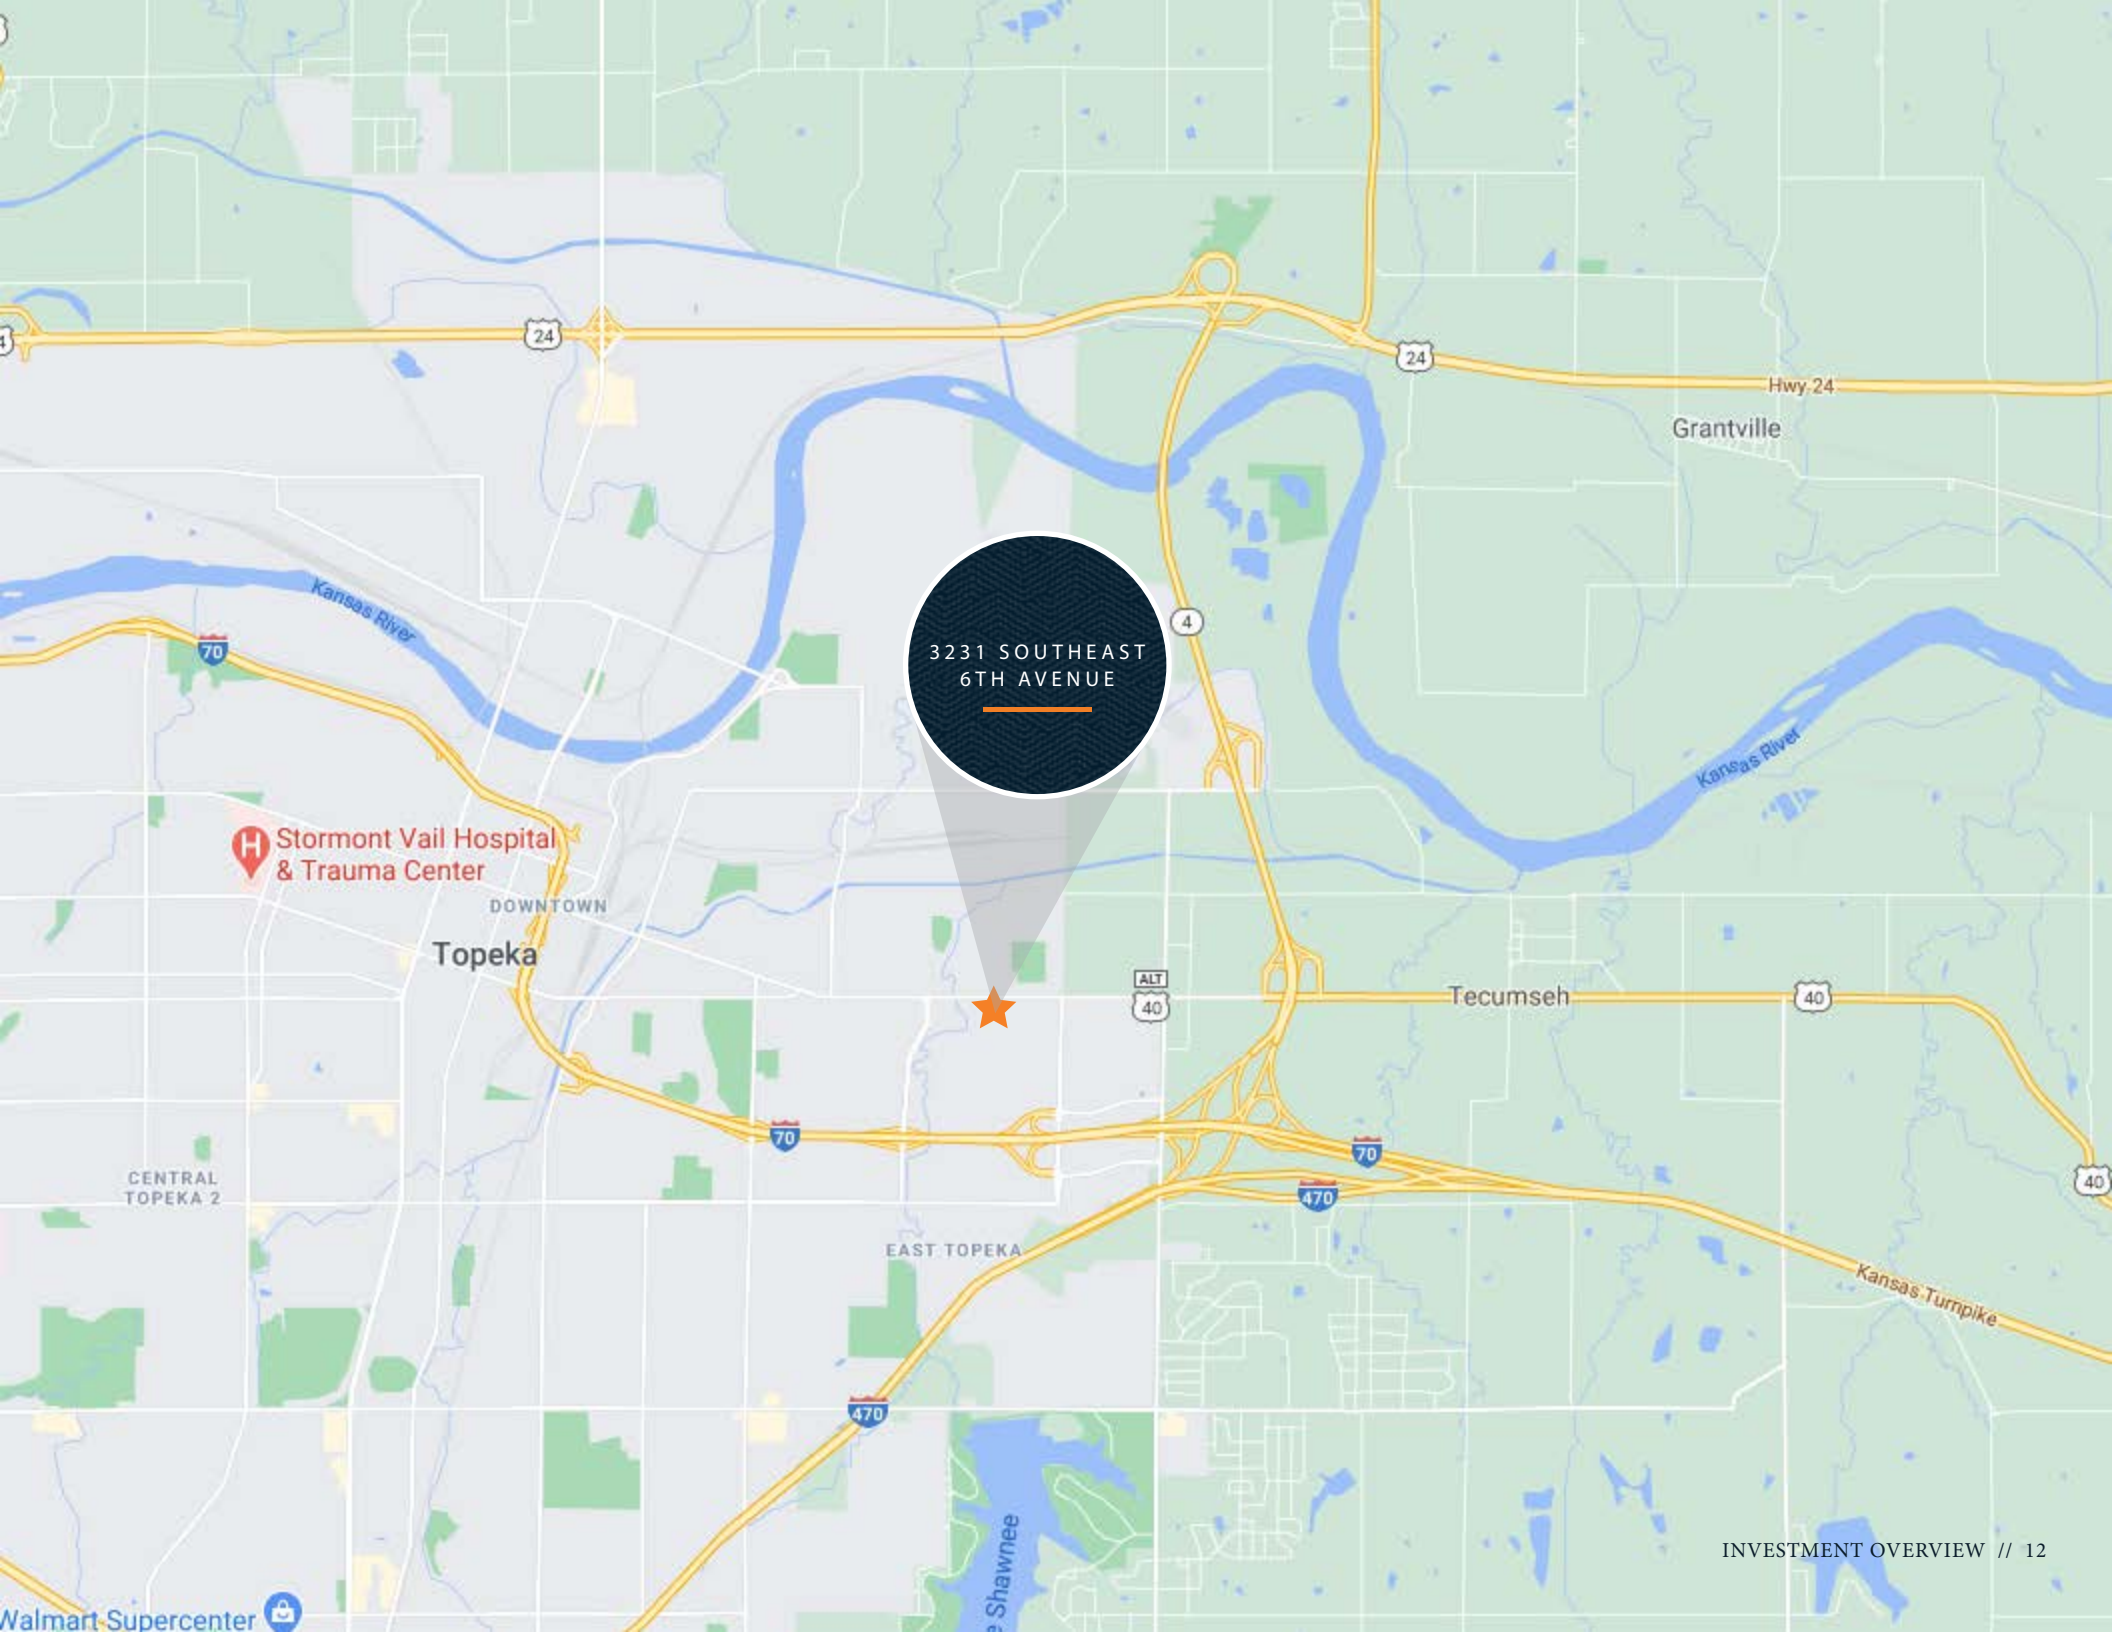 24
24
Hwy 24
Grantville
Kansas River
70
4
3231 SOUTHEAST
6TH AVENUE
Kansas River
Stormont Vail Hospital
& Trauma Center
DOWNTOWN
Topeka
ALT
40
Tecumseh
40
70
70
470
40
CENTRAL
TOPEKA 2
EAST TOPEKA
Kansas Turnpike
470
e Shawnee
INVESTMENT OVERVIEW // 12
Walmart Supercenter